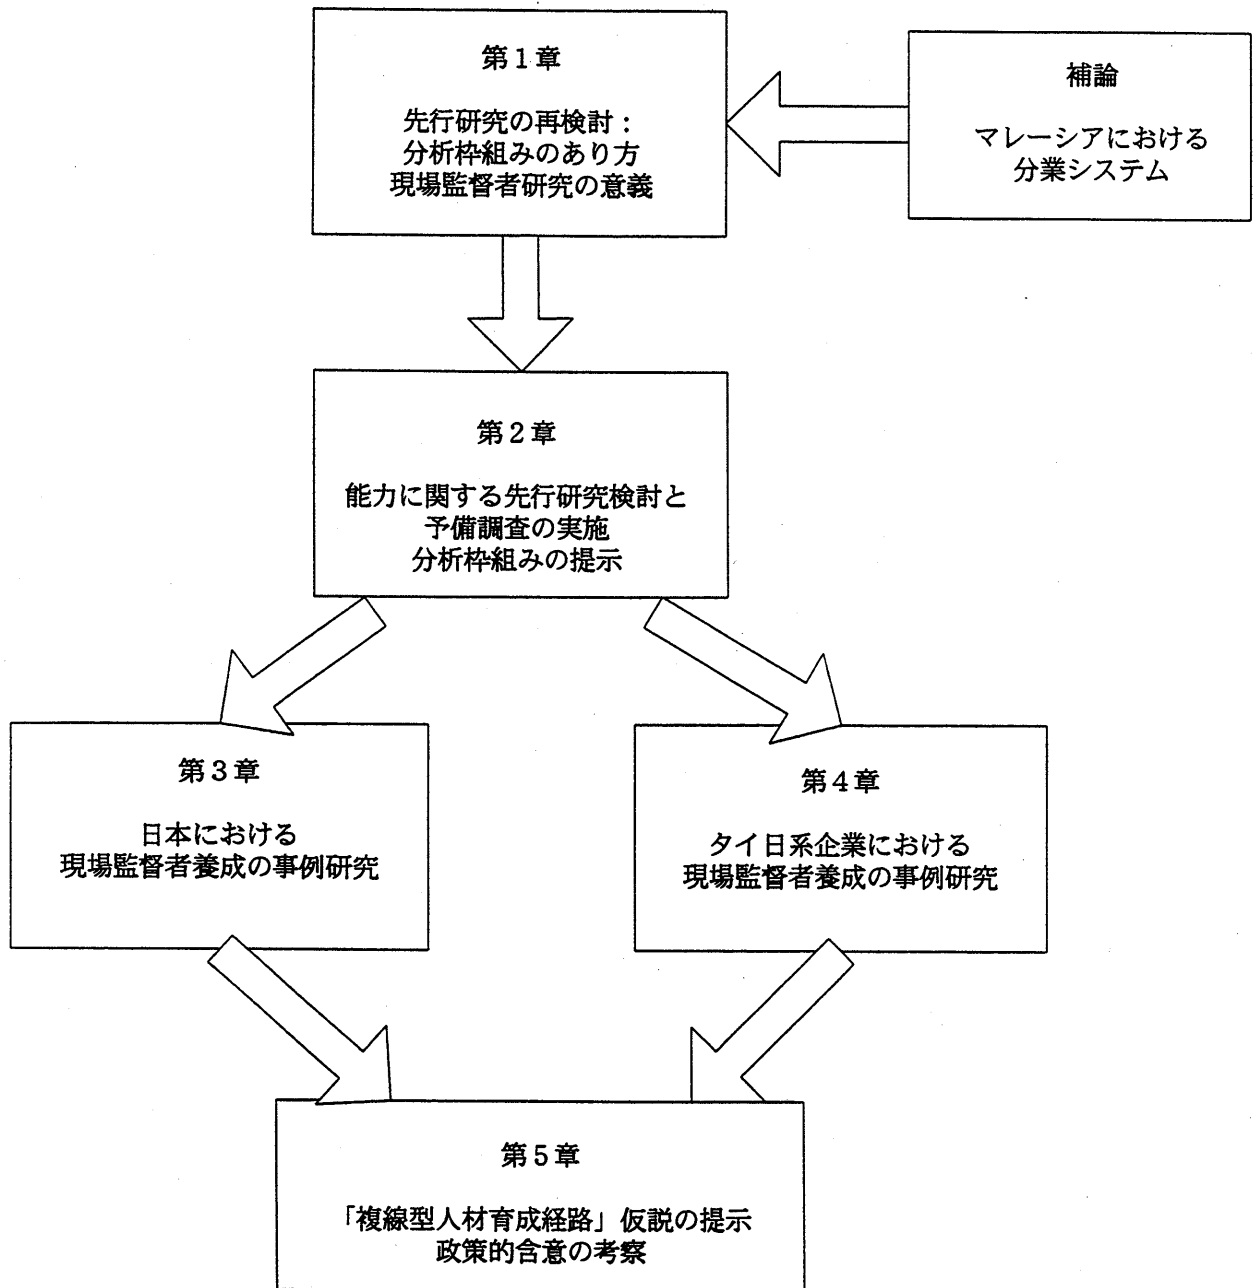 第1章
先行研究の再検討：
分析枠組みのあり方
現場監督者研究の意義
補論
マレーシアにおける
分業システム
第2章
能力に関する先行研究検討と
予備調査の実施
分析枠組みの提示
第3章
日本における
現場監督者養成の事例研究
第4章
タイ日系企業における
現場監督者養成の事例研究
第5章
「複線型人材育成経路」仮説の提示
政策的含意の考察